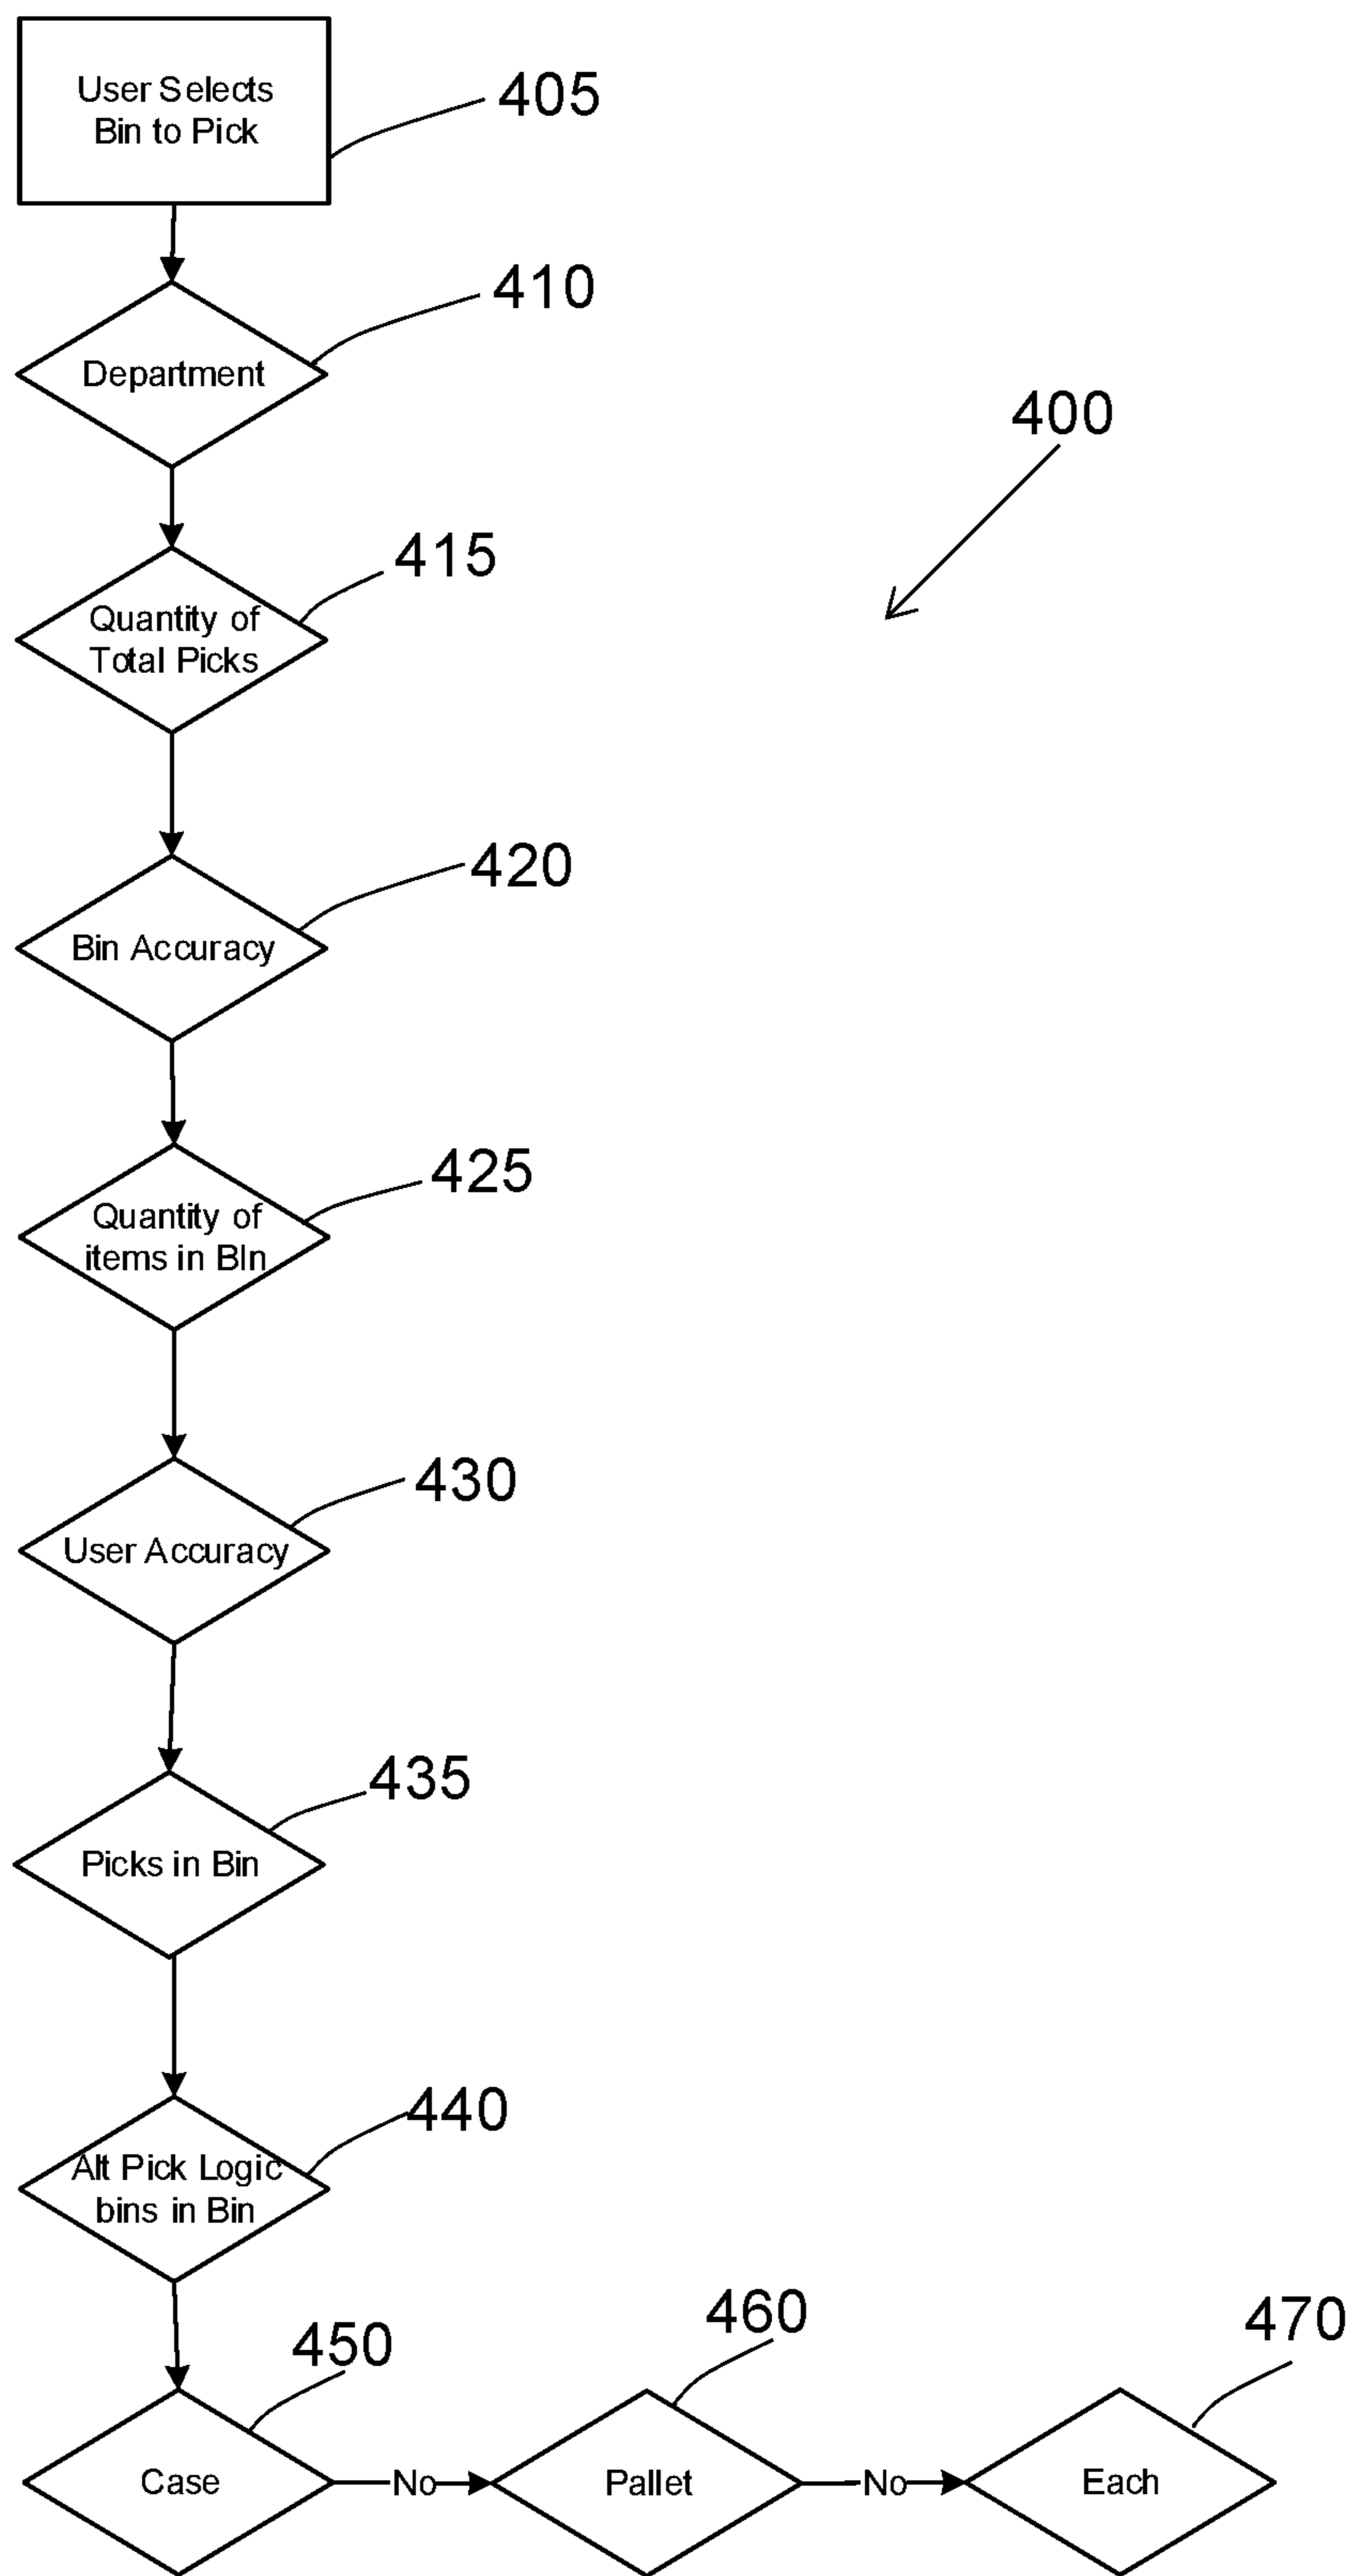 User Selects
Bin to Pick
405
410
Department
400
415
Quantity of
Total Picks
420
Bin Accuracy
425
Quantity of
items in BIn
430
User Accuracy
435
Picks in Bin
440
Alt Pick Logic
bins in Bin
450
460
470
Case
No
Pallet
No
Each